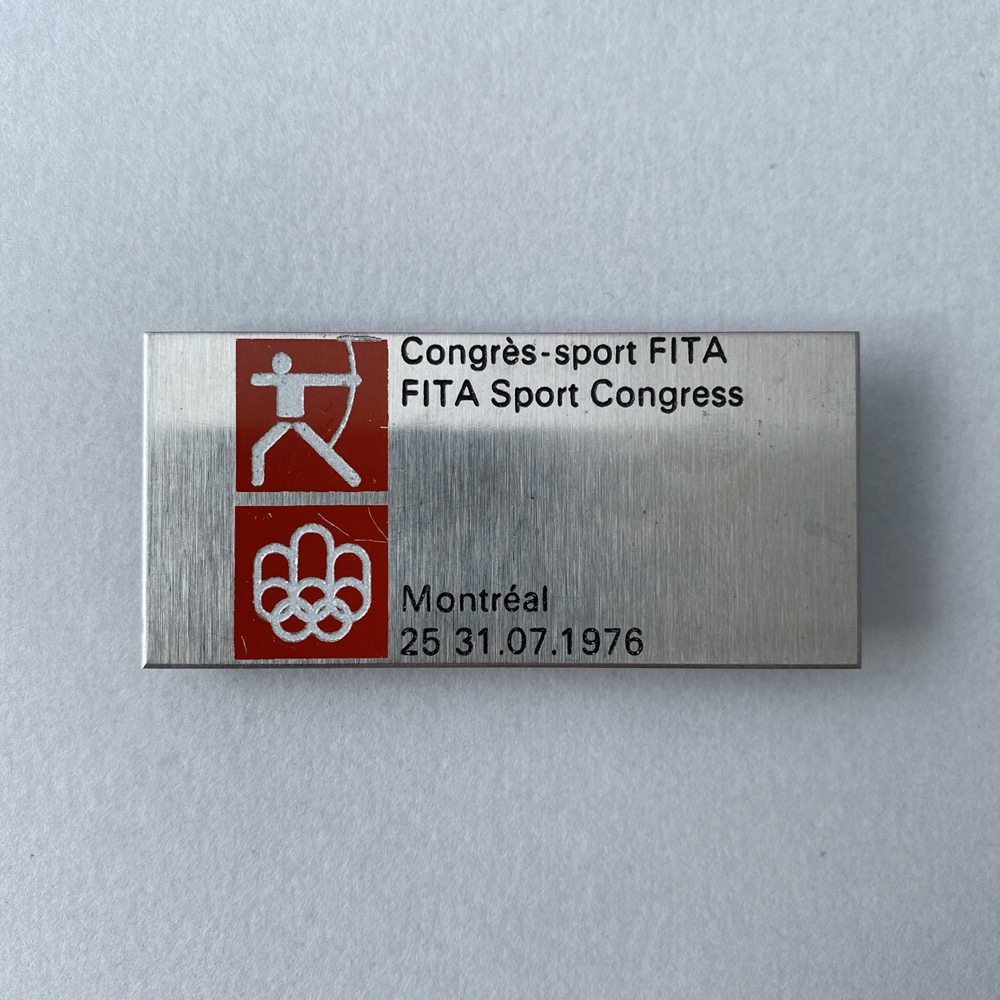 Congrès-sport FITA
FITA Sport Congress
Montréal
25 31.07.1976